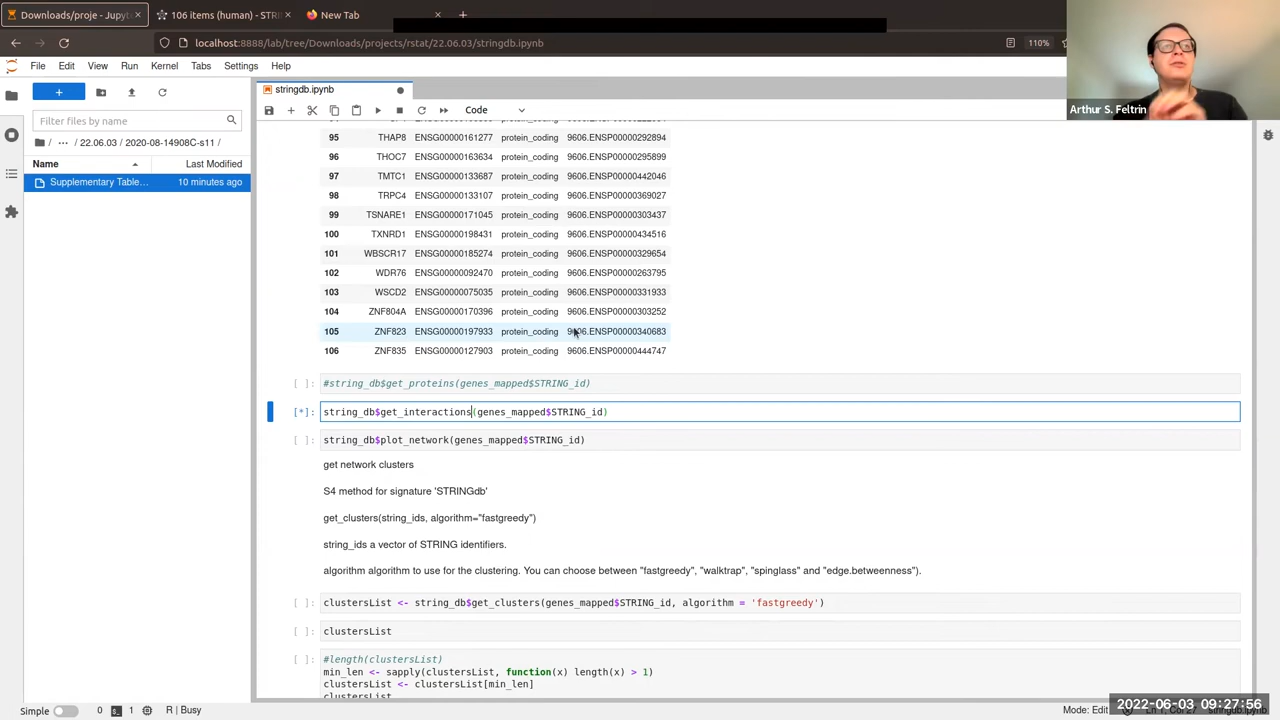 Downloads/proje - Jupyt
106 items (human) - STRI
New Tab
localhost:8888/lab/tree/Downloads/projects/rstat/22.06.03/stringdb.ipynb
110%
Arthur S. Feltrin
File Edit View Run Kernel Tabs Settings Help
stringdb.ipynb
Code
Filter files by name
/ ... / 22.06.03 / 2020-08-14908C-s11 /
Name Last Modified
Supplementary Table... 10 minutes ago
95 THAP8 ENSG00000161277 protein_coding 9606.ENSP00000292894
96 THOC7 ENSG00000163634 protein_coding 9606.ENSP00000295899
97 TMTC1 ENSG00000133687 protein_coding 9606.ENSP00000442046
98 TRPC4 ENSG00000133107 protein_coding 9606.ENSP00000369027
99 TSNARE1 ENSG00000171045 protein_coding 9606.ENSP00000303437
100 TXNRD1 ENSG00000198431 protein_coding 9606.ENSP00000434516
101 WBSCR17 ENSG00000185274 protein_coding 9606.ENSP00000329654
102 WDR76 ENSG00000092470 protein_coding 9606.ENSP00000263795
103 WSCD2 ENSG00000075035 protein_coding 9606.ENSP00000331933
104 ZNF804A ENSG00000170396 protein_coding 9606.ENSP00000303252
105 ZNF823 ENSG00000197933 protein_coding 9606.ENSP00000340683
106 ZNF835 ENSG00000127903 protein_coding 9606.ENSP00000444747
[ ]: #string_db$get_proteins(genes_mapped$STRING_id)
[*]: string_db$get_interactions(genes_mapped$STRING_id)
[ ]: string_db$plot_network(genes_mapped$STRING_id)
get network clusters
S4 method for signature 'STRINGdb'
get_clusters(string_ids, algorithm="fastgreedy")
string_ids a vector of STRING identifiers.
algorithm algorithm to use for the clustering. You can choose between "fastgreedy", "walktrap", "spinglass" and "edge.betweenness").
[ ]: clustersList <- string_db$get_clusters(genes_mapped$STRING_id, algorithm = 'fastgreedy')
[ ]: clustersList
[ ]: #length(clustersList)
min_len <- sapply(clustersList, function(x) length(x) > 1)
clustersList <- clustersList[min_len]
clustersList
Simple 0 1 R | Busy
Mode: Edit
2022-06-03 09:27:56